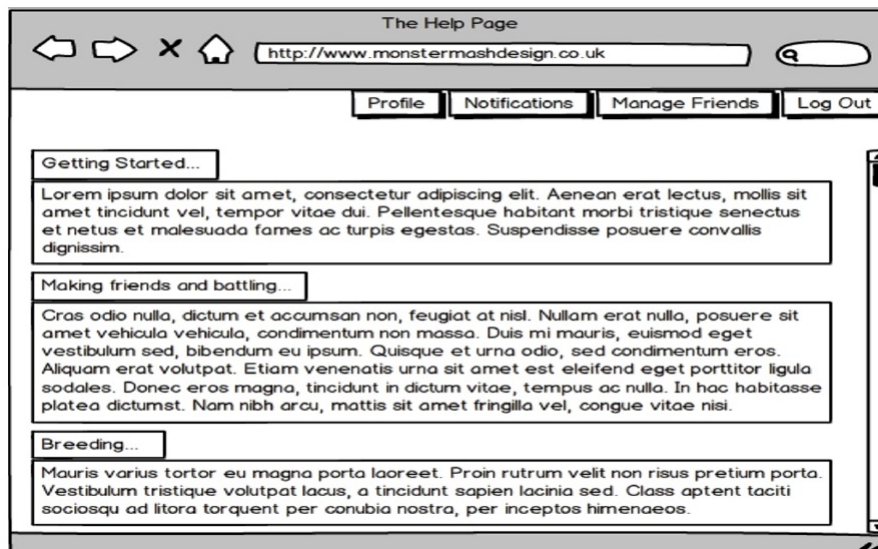 The Help Page
http://www.monstermashdesign.co.uk
Profile Notifications Manage Friends Log Out
Getting Started...
Lorem ipsum dolor sit amet, consectetur adipiscing elit. Aenean erat lectus, mollis sit
amet tincidunt vel, tempor vitae dui. Pellentesque habitant morbi tristique senectus
et netus et malesuada fames ac turpis egestas. Suspendisse posuere convallis
dignissim.
Making friends and battling...
Cras odio nulla, dictum et accumsan non, feugiat at nisl. Nullam erat nulla, posuere sit
amet vehicula vehicula, condimentum non massa. Duis mi mauris, euismod eget
vestibulum sed, bibendum eu ipsum. Quisque et urna odio, sed condimentum eros.
Aliquam erat volutpat. Etiam venenatis urna sit amet est eleifend eget porttitor ligula
sodales. Donec eros magna, tincidunt in dictum vitae, tempus ac nulla. In hac habitasse
platea dictumst. Nam nibh arcu, mattis sit amet fringilla vel, congue vitae nisi.
Breeding...
Mauris varius tortor eu magna porta laoreet. Proin rutrum velit non risus pretium porta.
Vestibulum tristique volutpat lacus, a tincidunt sapien lacinia sed. Class aptent taciti
sociosqu ad litora torquent per conubia nostra, per inceptos himenaeos.